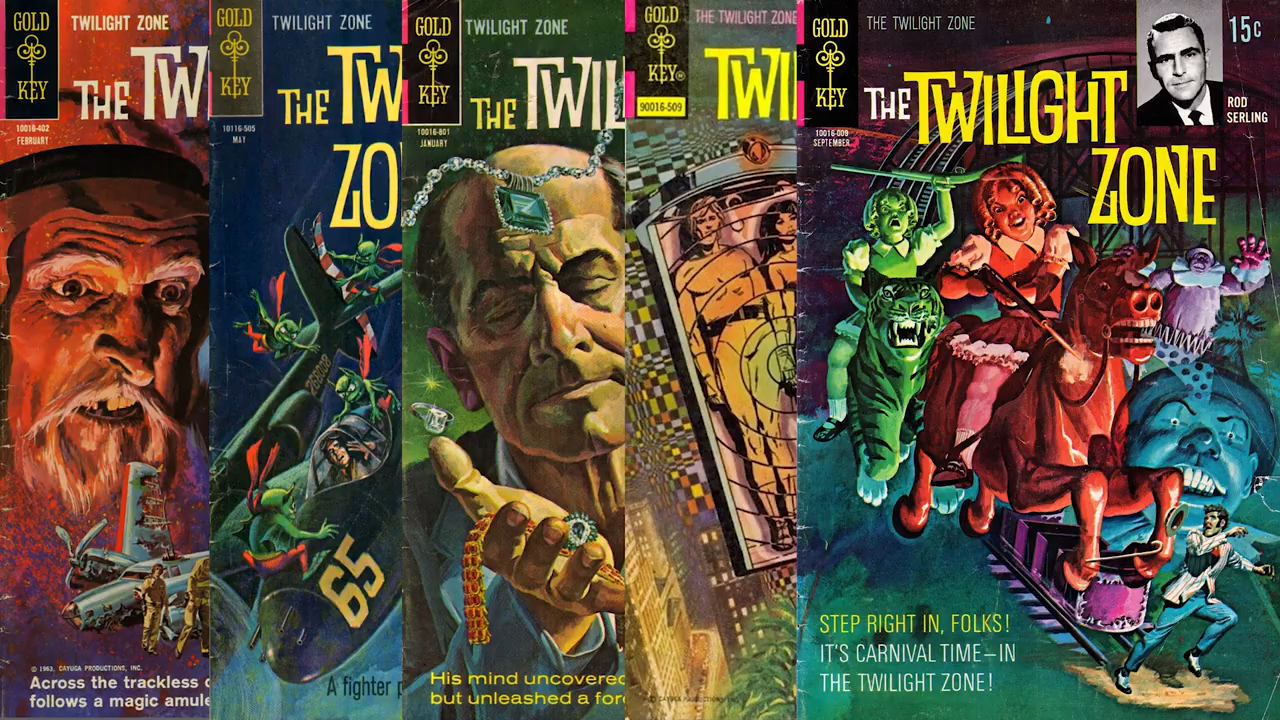 GOLD
KEY
TWILIGHT ZONE
THE TW
10016-402
FEBRUARY
© 1963, CAYUGA PRODUCTIONS, INC.
Across the trackless
follows a magic amule
GOLD
KEY
TWILIGHT ZONE
THE TW
ZO
10116-505
MAY
65
A fighter p
GOLD
KEY
TWILIGHT ZONE
THE TWIL
10016-801
JANUARY
His mind uncovered
but unleashed a for
GOLD
KEY®
THE TWILIGHT ZONE
TWI
90016-509
CAYUGA PRODUCTIONS, INC.
GOLD
KEY
THE TWILIGHT ZONE
15¢
THE TWILIGHT
ZONE
ROD
SERLING
10016-009
SEPTEMBER
STEP RIGHT IN, FOLKS!
IT'S CARNIVAL TIME–IN
THE TWILIGHT ZONE!